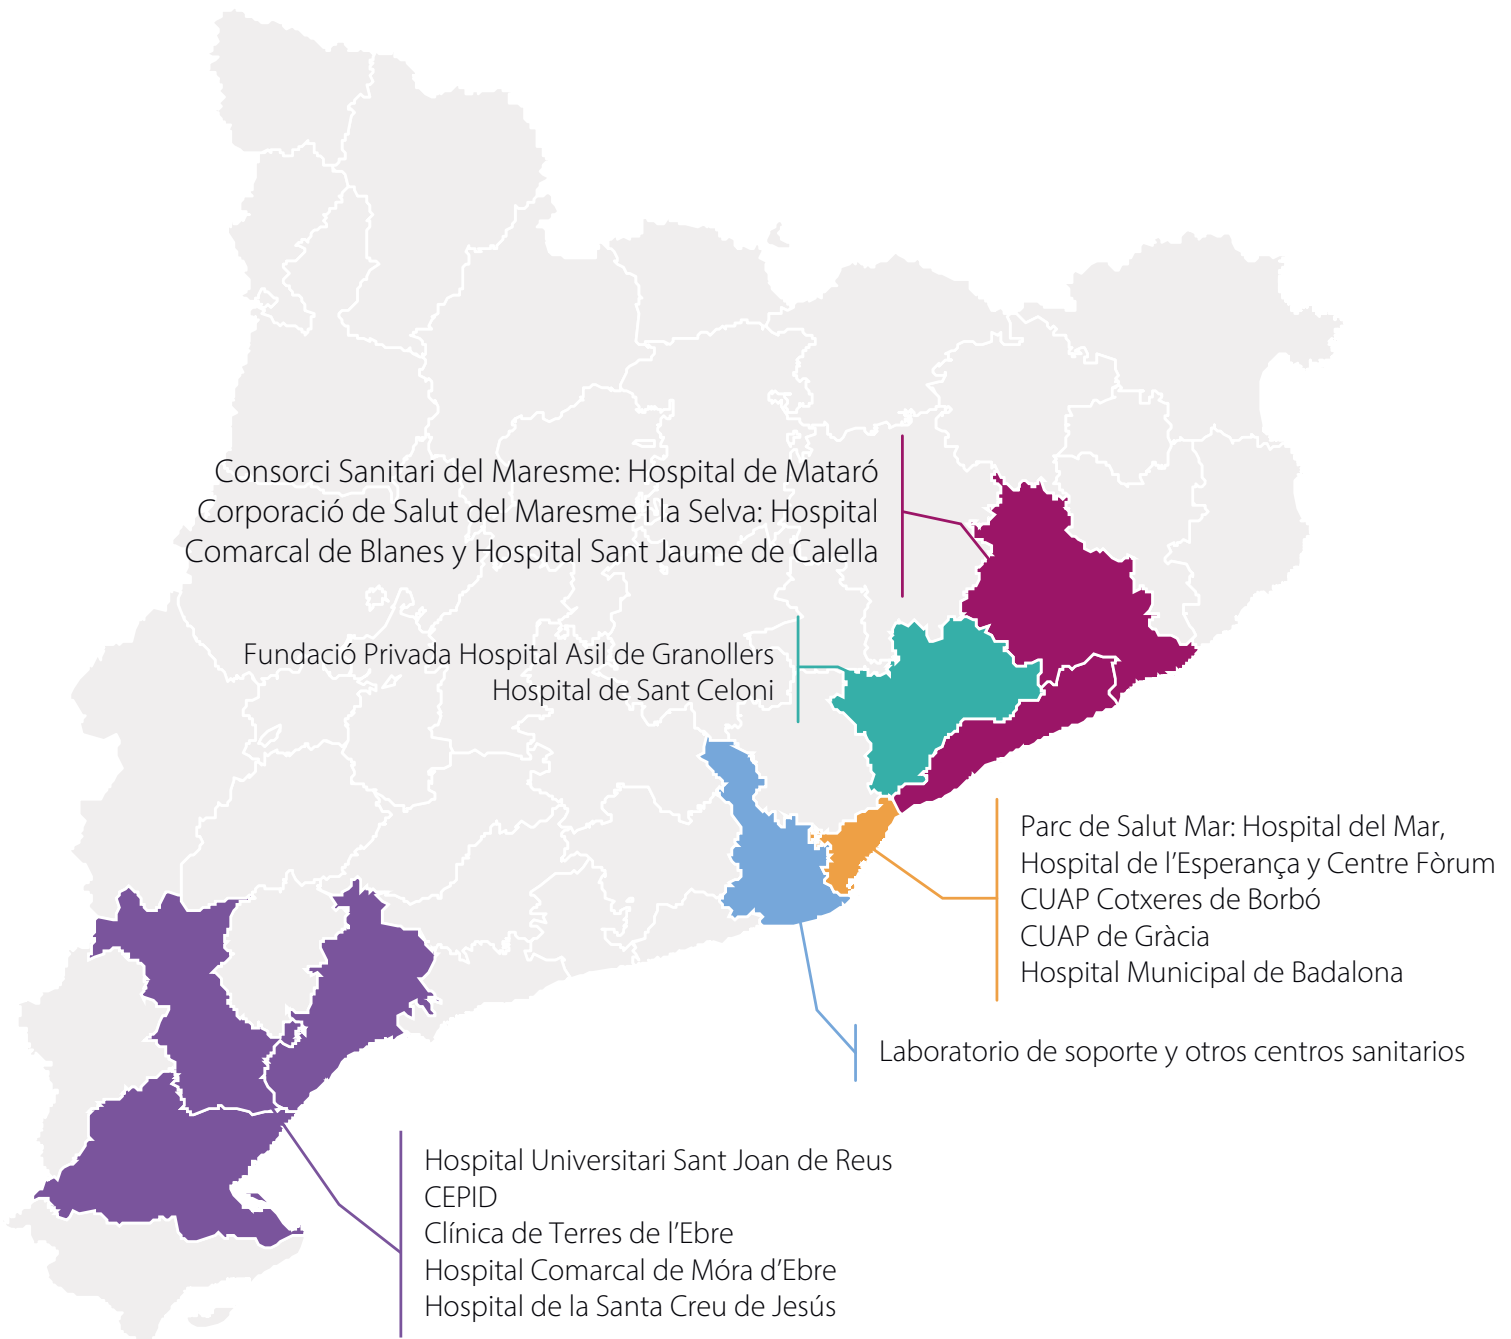 Consorci Sanitari del Maresme: Hospital de Mataró
Corporació de Salut del Maresme i la Selva: Hospital
Comarcal de Blanes y Hospital Sant Jaume de Calella
Fundació Privada Hospital Asil de Granollers
Hospital de Sant Celoni
Parc de Salut Mar: Hospital del Mar,
Hospital de l’Esperança y Centre Fòrum
CUAP Cotxeres de Borbó
CUAP de Gràcia
Hospital Municipal de Badalona
Laboratorio de soporte y otros centros sanitarios
Hospital Universitari Sant Joan de Reus
CEPID
Clínica de Terres de l’Ebre
Hospital Comarcal de Móra d’Ebre
Hospital de la Santa Creu de Jesús